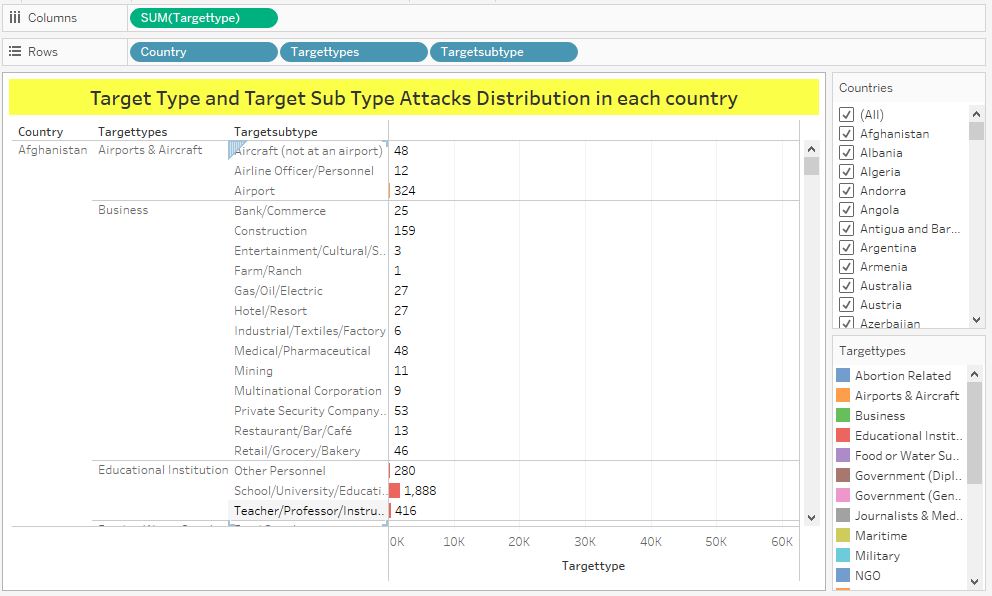 Columns SUM(Targettype)
Rows Country Targettypes Targetsubtype
Target Type and Target Sub Type Attacks Distribution in each country
Country Targettypes Targetsubtype
Afghanistan Airports & Aircraft Aircraft (not at an airport) 48
Airline Officer/Personnel 12
Airport 324
Business Bank/Commerce 25
Construction 159
Entertainment/Cultural/S.. 3
Farm/Ranch 1
Gas/Oil/Electric 27
Hotel/Resort 27
Industrial/Textiles/Factory 6
Medical/Pharmaceutical 48
Mining 11
Multinational Corporation 9
Private Security Company.. 53
Restaurant/Bar/Café 13
Retail/Grocery/Bakery 46
Educational Institution Other Personnel 280
School/University/Educati.. 1,888
Teacher/Professor/Instru.. 416
0K 10K 20K 30K 40K 50K 60K
Targettype
Countries
(All)
Afghanistan
Albania
Algeria
Andorra
Angola
Antigua and Bar...
Argentina
Armenia
Australia
Austria
Azerbaijan
Targettypes
Abortion Related
Airports & Aircraft
Business
Educational Instit..
Food or Water Su..
Government (Dipl..
Government (Gen..
Journalists & Med..
Maritime
Military
NGO